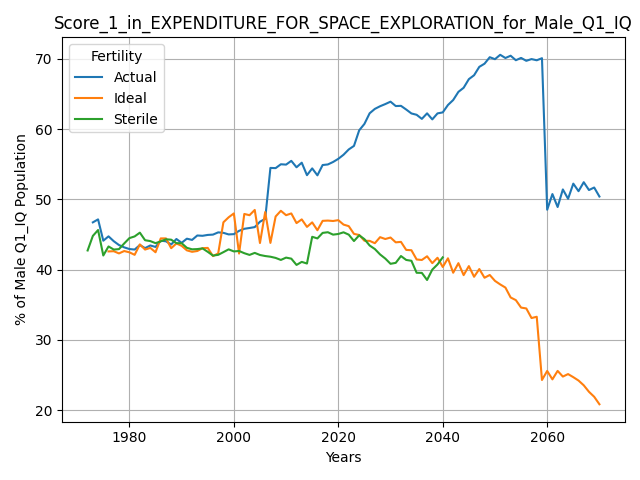 Score_1_in_EXPENDITURE_FOR_SPACE_EXPLORATION_for_Male_Q1_IQ
Fertility
Actual
Ideal
Sterile
% of Male Q1_IQ Population
70
60
50
40
30
20
1980
2000
2020
2040
2060
Years